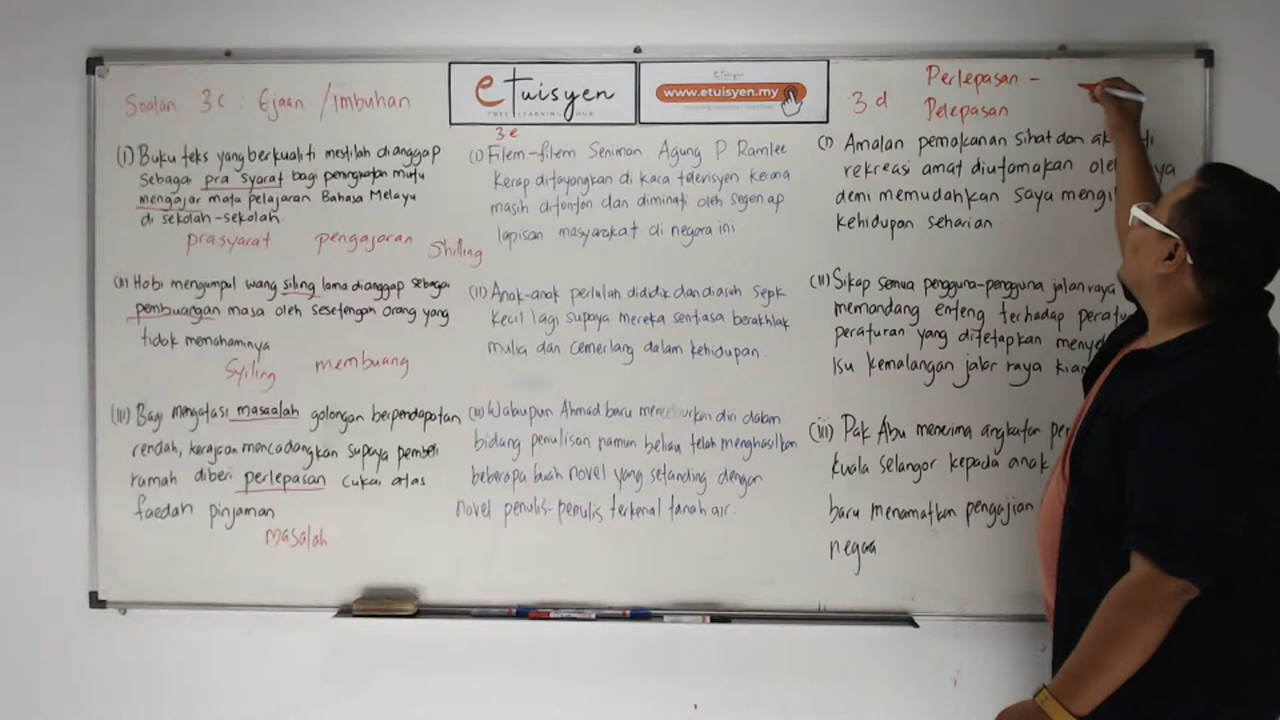 Soalan 3c : Ejaan / imbuhan
(i) Buku teks yang berkualiti mestilah dianggap
sebagai pra syarat bagi peningkatan mutu
mengajar mata pelajaran Bahasa Melayu
di sekolah-sekolah.
prasyarat pengajaran
Shilling
(ii) Hobi mengumpul wang siling lama dianggap sebagai
pembuangan masa oleh sesetengah orang yang
tidak memahaminya
Syiling membuang
(iii) Bagi mengatasi masaalah golongan berpendapatan
rendah, kerajaan mencadangkan supaya pembeli
rumah diberi perlepasan cukai atas
faedah pinjaman
masalah
etuisyen
FREE LEARNING HUB
etuisyen
www.etuisyen.my
3e
(i) Filem-filem Seniman Agung P Ramlee
kerap ditayangkan di kaca televisyen kerana
masih ditonton dan diminati oleh segenap
lapisan masyarakat di negara ini.
(ii) Anak-anak perlulah dididik dan diasuh sejak
kecil lagi supaya mereka sentiasa berakhlak
mulia dan cemerlang dalam kehidupan.
Walaupun Ahmad baru menceburkan diri dalam
bidang penulisan namun beliau telah menghasilkan
beberapa buah novel yang setanding dengan
novel penulis-penulis terkenal tanah air.
3d
Perlepasan -
Pelepasan
(i) Amalan pemakanan sihat dan
rekreasi amat diutamakan
demi memudahkan saya
kehidupan seharian
(ii) Sikap semua pengguna-pengguna jalanraya
memandang enteng terhadap
peraturan yang ditetapkan
isu kemalangan jalan raya kian
(iii) Pak Abu menerima angkatan
kuala selangor kepada anak
baru menamatkan pengajian